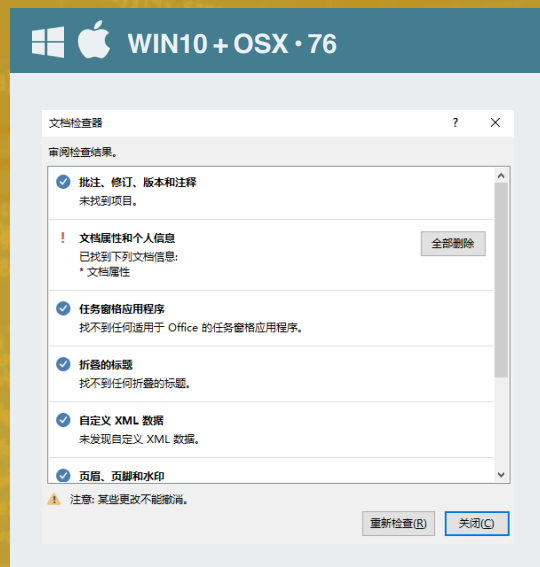 WIN10 + OSX · 76
文档检查器
?
审阅检查结果。
批注、修订、版本和注释
未找到项目。
! 文档属性和个人信息
全部删除
已找到下列文档信息:
* 文档属性
任务窗格应用程序
找不到任何适用于 Office 的任务窗格应用程序。
折叠的标题
找不到任何折叠的标题。
自定义 XML 数据
未发现自定义 XML 数据。
页眉、页脚和水印
注意: 某些更改不能撤消。
重新检查(R) 关闭(C)